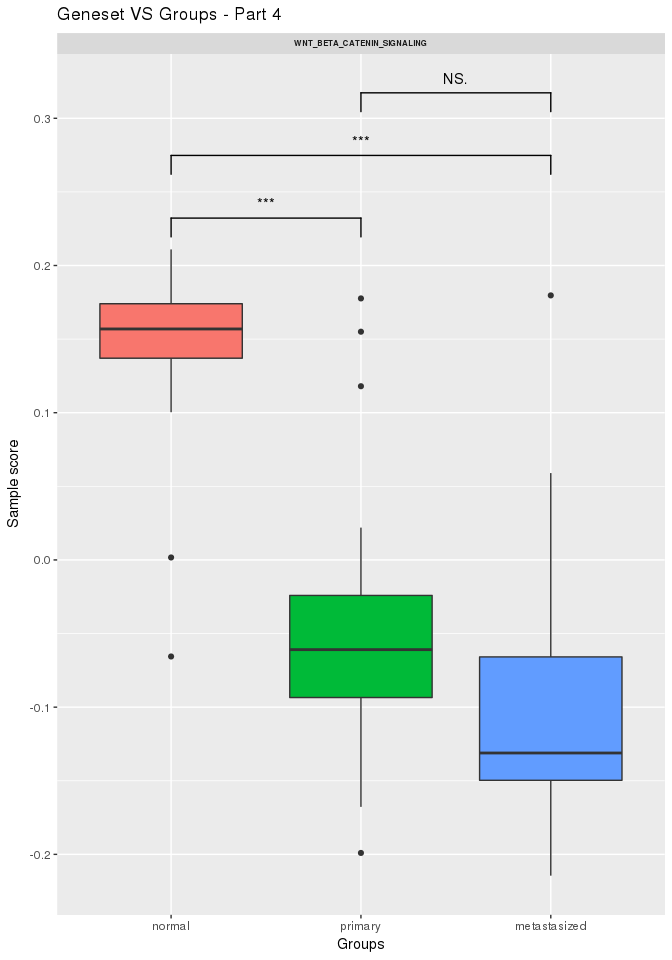 Geneset VS Groups - Part 4
WNT_BETA_CATENIN_SIGNALING
NS.
***
***
0.3
0.2
0.1
0.0
-0.1
-0.2
Sample score
normal primary metastasized
Groups